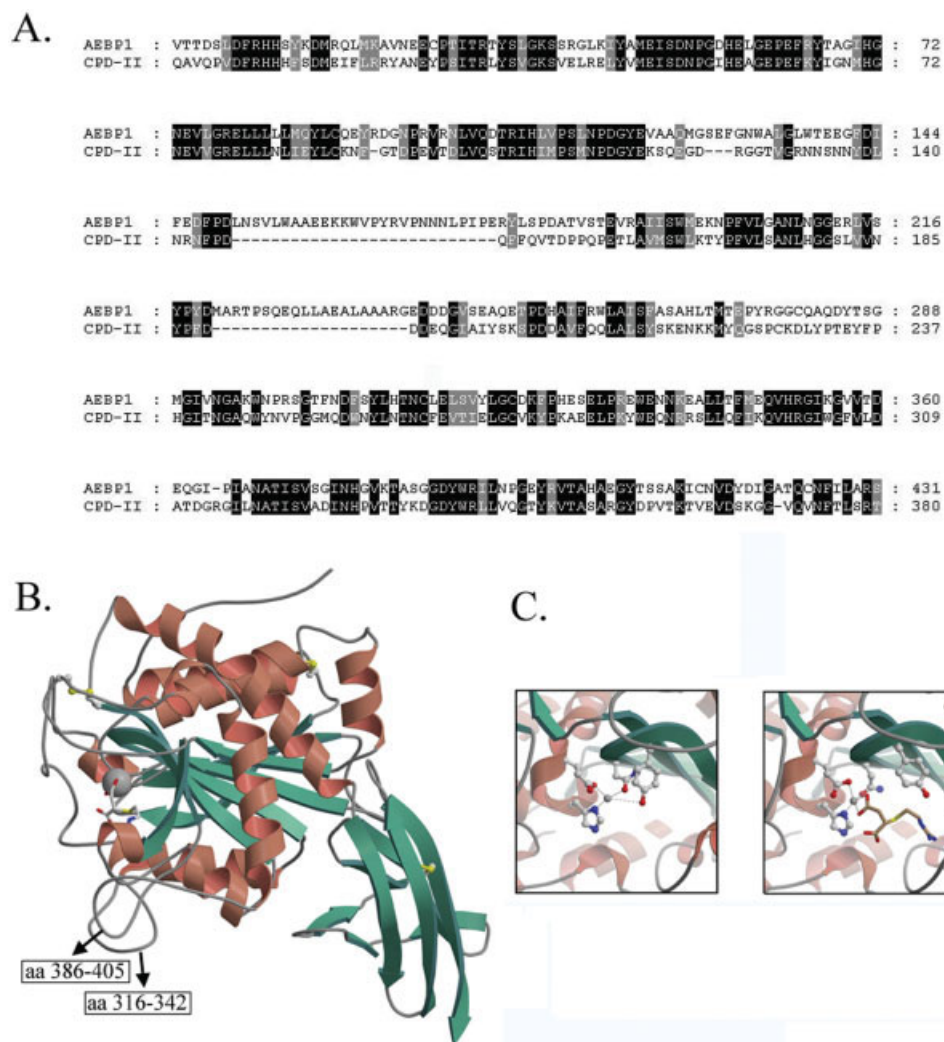 A.
AEBP1 : VTTDSLDFRHHSYKDMRQLMKAVNEECPTITRTYSLGKSSRGLKIYAMEISDNPGDHELGEPEFRYTAGIHG : 72
CPD-II : QAVQPVDFRHHHFSDMEIFLRRYANEYPSITRLYSVGKSVELRELYVMEISDNPGIHEAGEPEFKYIGNMHG : 72
AEBP1 : NEVLGRELLLLLMQYLCQEYRDGNPRVRNLVQDTRIHLVPSLNPDGYEVAAQMGSEFGNWALGLWTEEGFDI : 144
CPD-II : NEVVGRELLLNLIEYLCKNF-GTDPEVTDLVQSTRIHIMPSMNPDGYEKSQEGD---RGGTVGRNNSNNYDL : 140
AEBP1 : FEDFPDLNSVLWAAEEKKWVPYRVPNNNLPIPERYLSPDATVSTEVRAIISWMEKNPFVLGANLNGGERLVS : 216
CPD-II : NRNFPD---------------------------QFFQVTDPPQPETLAVMSWLKTYPFVLSANLHGGSLVVN : 185
AEBP1 : YPYDMARTPSQEQLLAEALAAARGEDDDGVSEAQETPDHAIFRWLAISFASAHLTMTEPYRGGCQAQDYTSG : 288
CPD-II : YPFD--------------------DDEQGLAIYSKSPDDAVFQQLALSYSKENKKMYQGSPCKDLYPTEYFP : 237
AEBP1 : MGIVNGAKWNPRSGTFNDFSYLHTNCLELSVYLGCDKFPHESELPREWENNKEALLTFMEQVHRGIKGVVTD : 360
CPD-II : HGITNGAQWYNVPGGMQDWNYLNTNCFEVTIELGCVKYPKAEELPKYWEQNRRSLLQFIKQVHRGIWGFVLD : 309
AEBP1 : EQGI-PIANATISVSGINHGVKTASGGDYWRILNPGEYRVTAHAEGYTSSAKICNVDYDIGATQCNFILARS : 431
CPD-II : ATDGRGILNATISVADINHPVTTYKDGDYWRLLVQGTYKVTASARGYDPVTKTVEVDSKGG-VQVNFTLSRT : 380
B.
aa 386-405
aa 316-342
C.